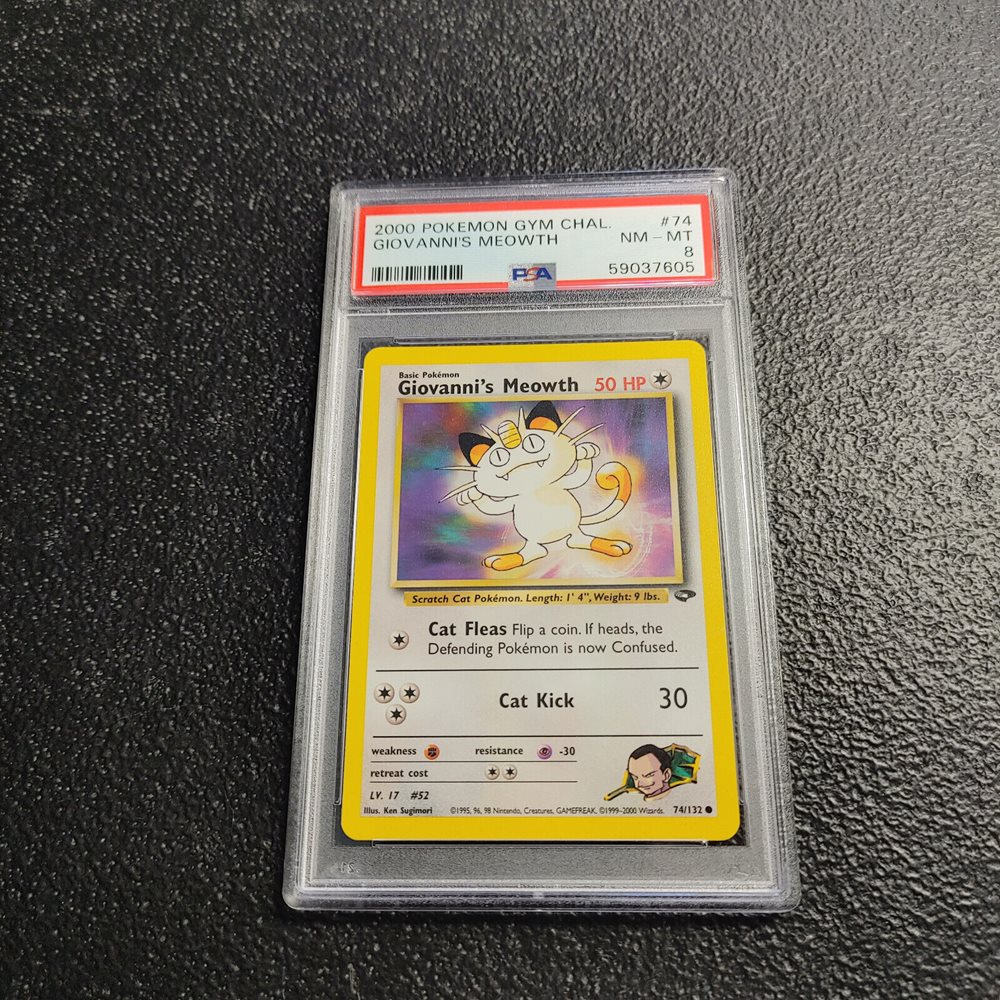 2000 POKEMON GYM CHAL. #74
GIOVANNI'S MEOWTH NM - MT
8
PSA 59037605
Basic Pokémon
Giovanni's Meowth 50 HP
Scratch Cat Pokémon. Length: 1' 4", Weight: 9 lbs.
Cat Fleas Flip a coin. If heads, the
Defending Pokémon is now Confused.
Cat Kick 30
weakness resistance -30
retreat cost
LV. 17 #52
Illus. Ken Sugimori ©1995, 96, 98 Nintendo, Creatures, GAMEFREAK. ©1999-2000 Wizards. 74/132